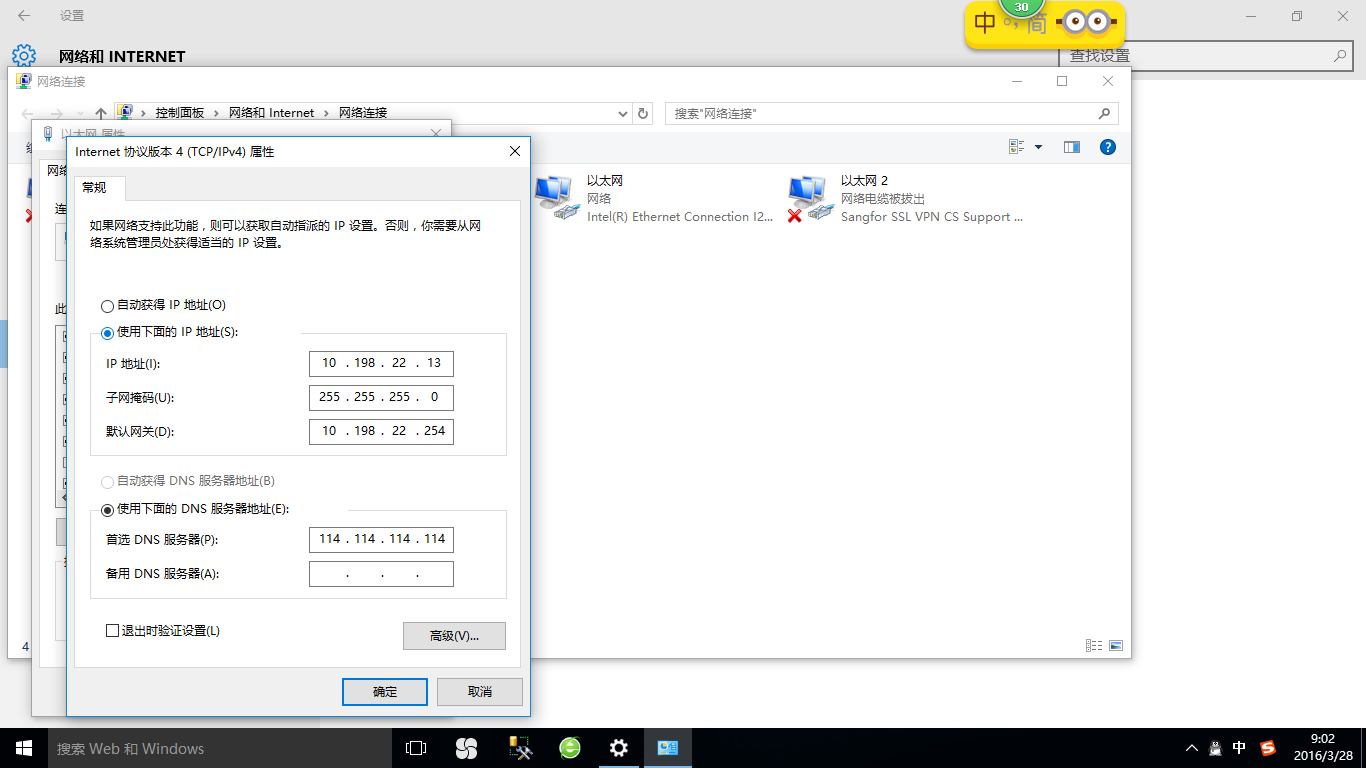 设置
30
中 °, 简
网络和 INTERNET
查找设置
网络连接
控制面板 › 网络和 Internet › 网络连接
搜索"网络连接"
以太网 属性
Internet 协议版本 4 (TCP/IPv4) 属性
网络
常规
如果网络支持此功能，则可以获取自动指派的 IP 设置。否则，你需要从网
络系统管理员处获得适当的 IP 设置。
自动获得 IP 地址(O)
使用下面的 IP 地址(S):
IP 地址(I): 10 . 198 . 22 . 13
子网掩码(U): 255 . 255 . 255 . 0
默认网关(D): 10 . 198 . 22 . 254
自动获得 DNS 服务器地址(B)
使用下面的 DNS 服务器地址(E):
首选 DNS 服务器(P): 114 . 114 . 114 . 114
备用 DNS 服务器(A): . . .
退出时验证设置(L)
高级(V)...
确定
取消
以太网
网络
Intel(R) Ethernet Connection I2...
以太网 2
网络电缆被拔出
Sangfor SSL VPN CS Support ...
4
搜索 Web 和 Windows
中
9:02
2016/3/28